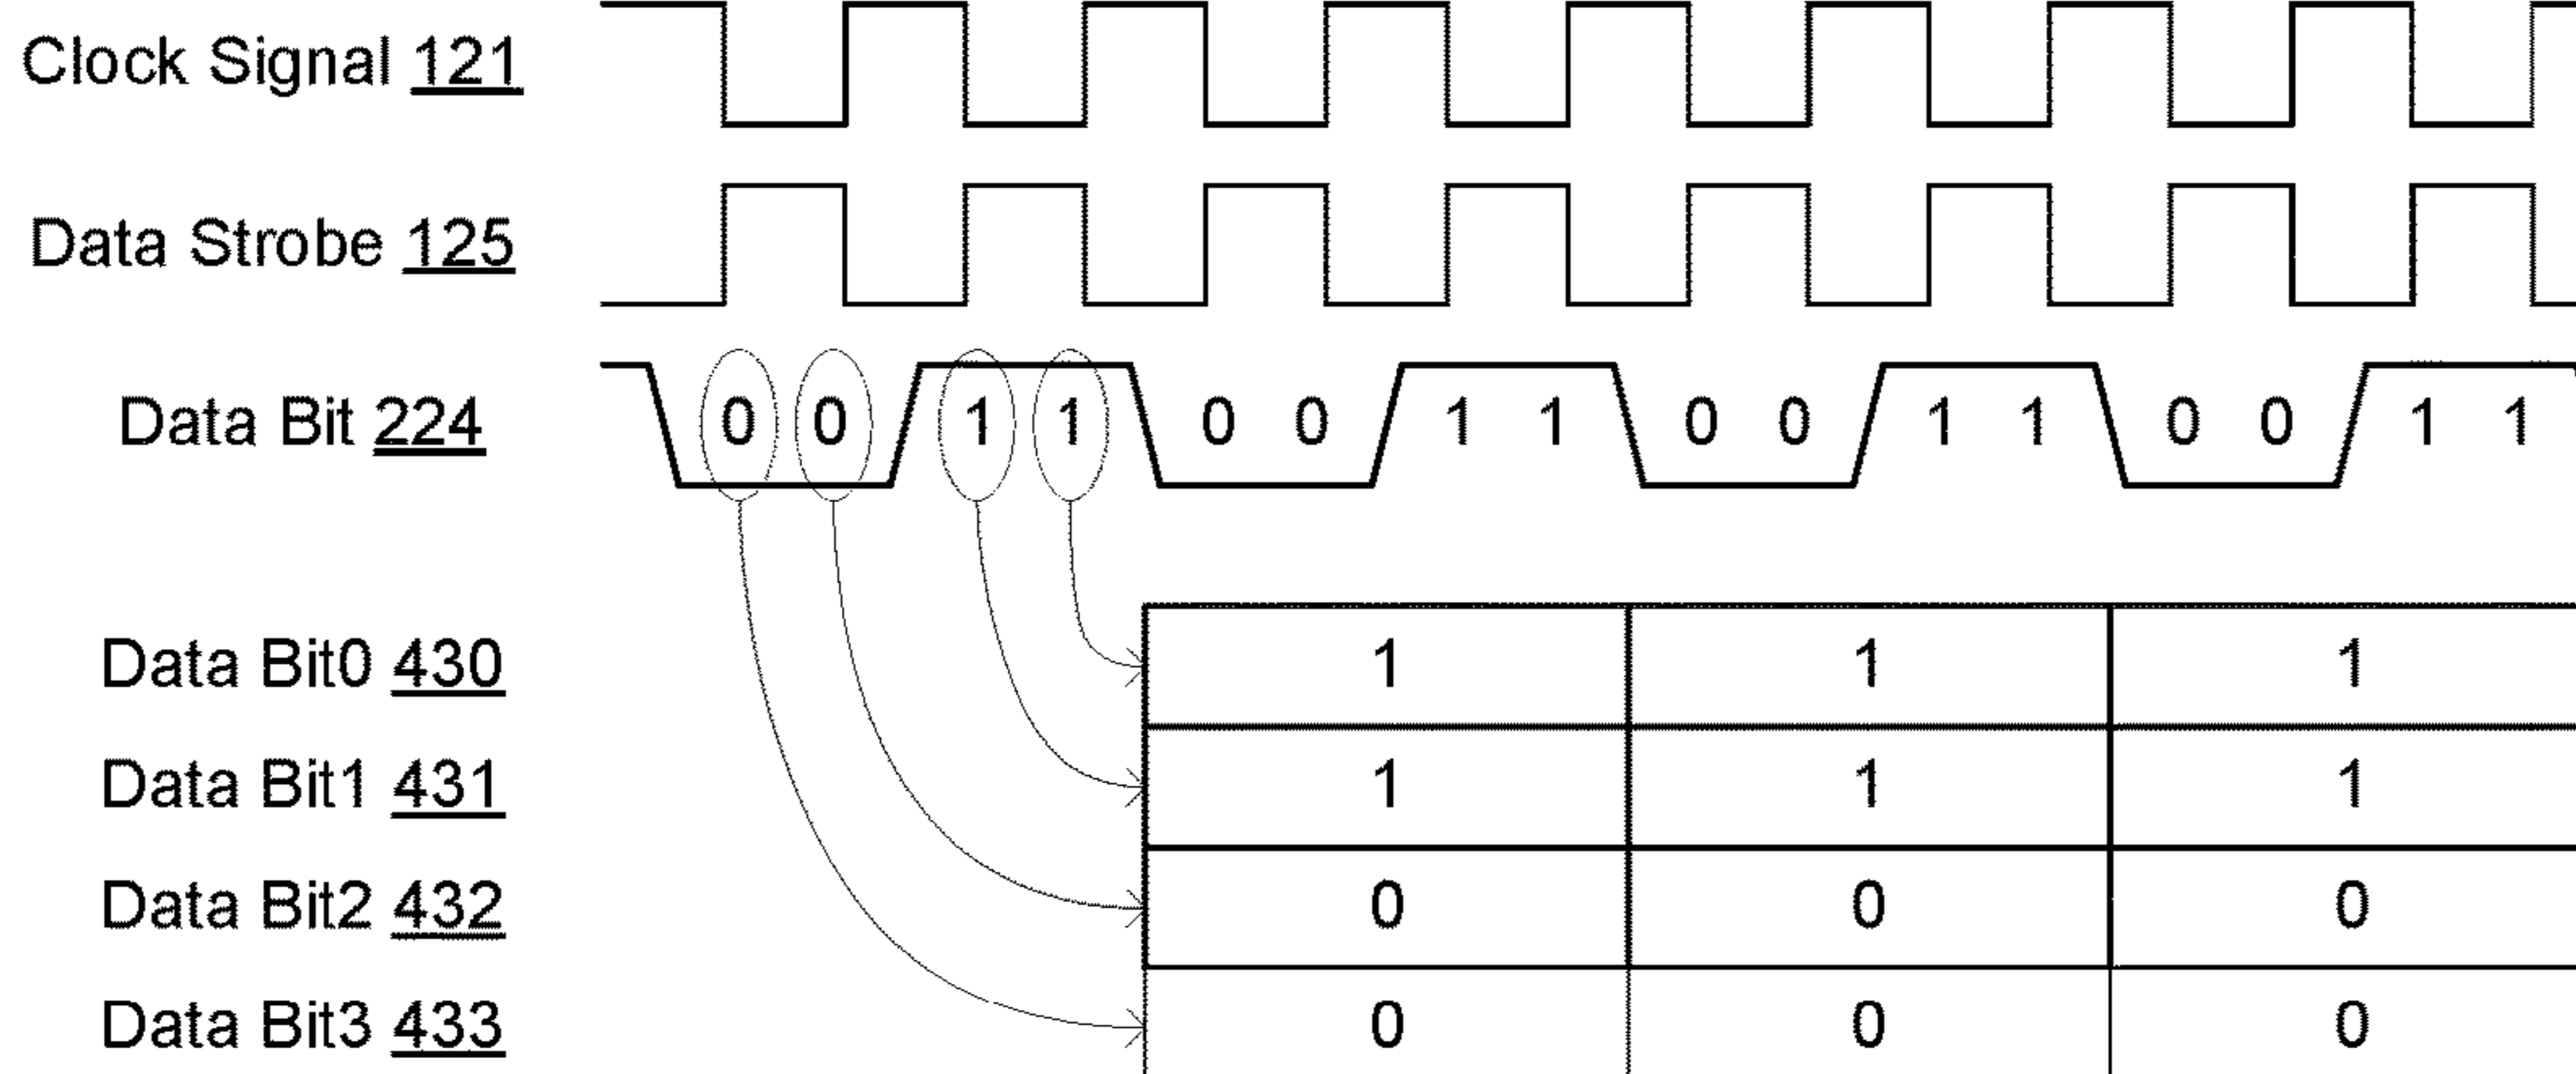 Clock Signal 121
Data Strobe 125
Data Bit 224 0 0 1 1 0 0 1 1 0 0 1 1 0 0 1 1
Data Bit0 430 1 1 1
Data Bit1 431 1 1 1
Data Bit2 432 0 0 0
Data Bit3 433 0 0 0